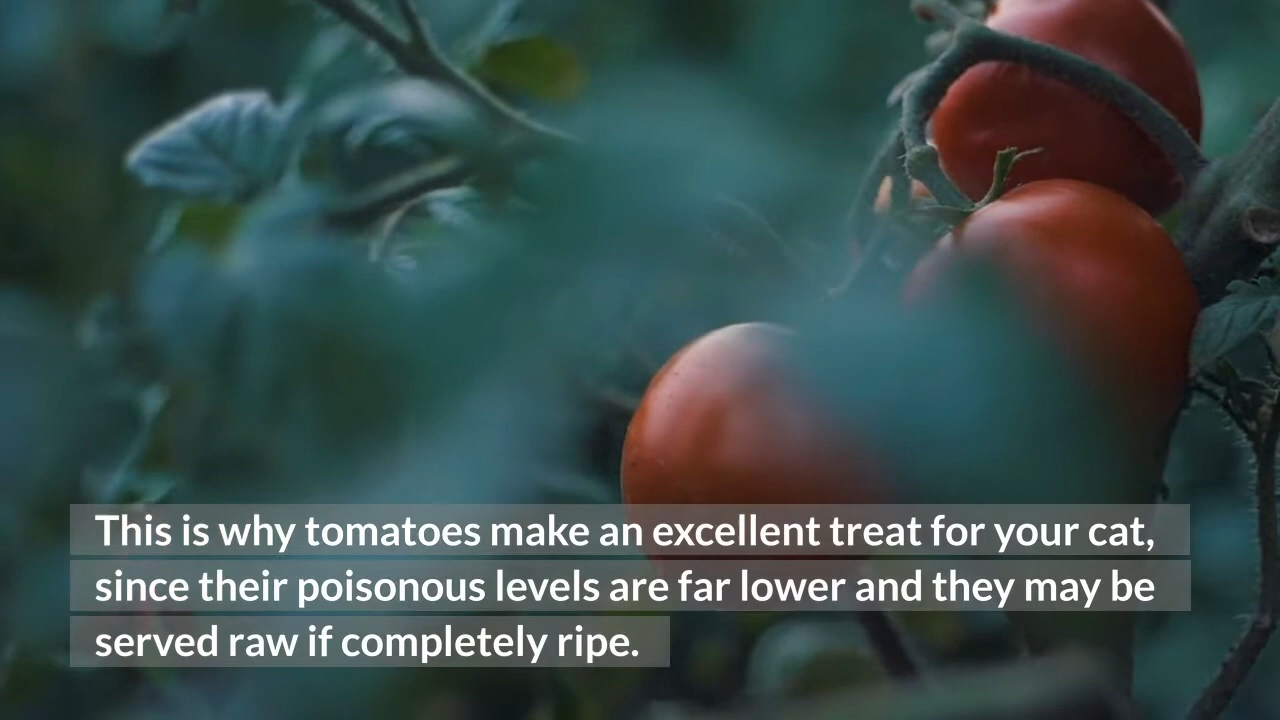 This is why tomatoes make an excellent treat for your cat,
since their poisonous levels are far lower and they may be
served raw if completely ripe.